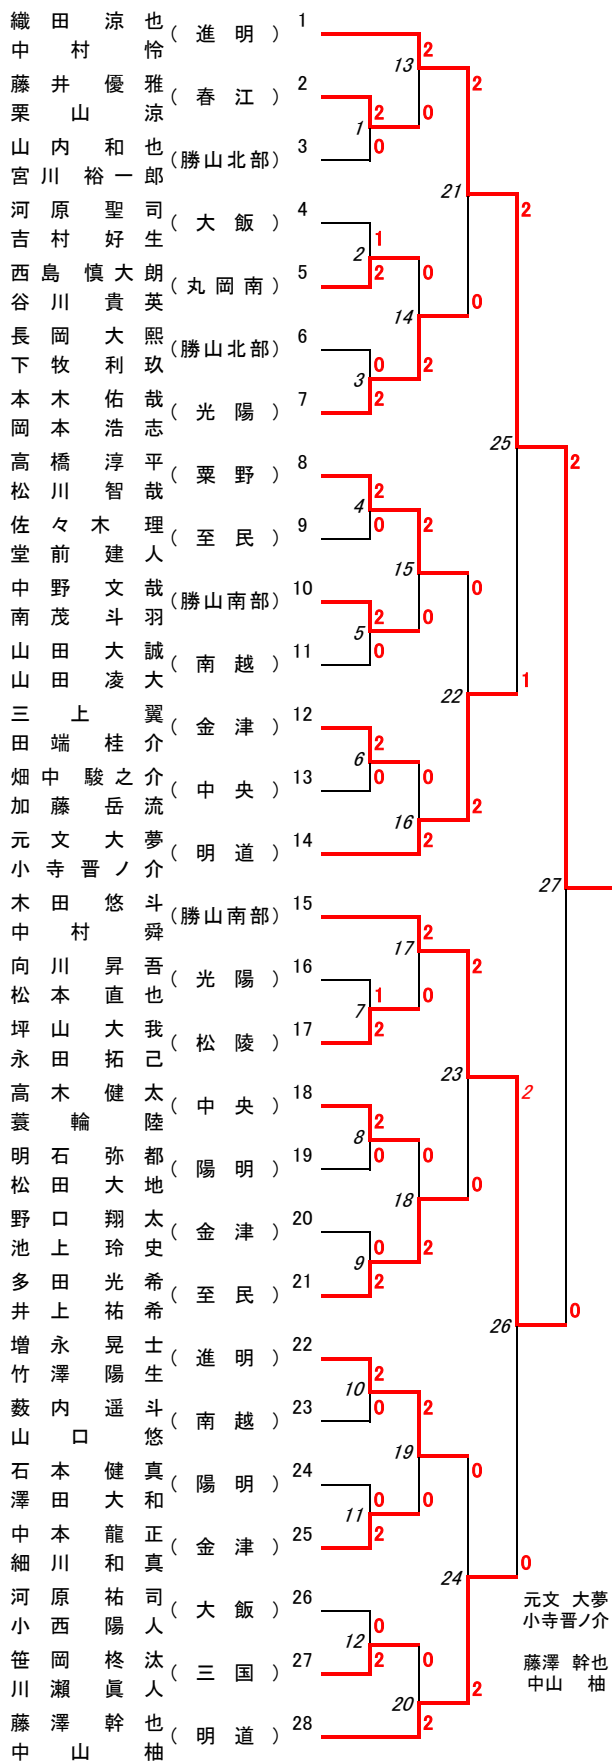 織田涼也
中村怜
(進明) 1
藤井優雅
栗山涼
(春江) 2
山内和也
宮川裕一郎
(勝山北部) 3
河原聖司
吉村好生
(大飯) 4
西島慎大朗
谷川貴英
(丸岡南) 5
長岡大熙
下牧利玖
(勝山北部) 6
本木佑哉
岡本浩志
(光陽) 7
高橋淳平
松川智哉
(粟野) 8
佐々木理
堂前建人
(至民) 9
中野文哉
南茂斗羽
(勝山南部) 10
山田大誠
山田凌大
(南越) 11
三上翼
田端桂介
(金津) 12
畑中駿之介
加藤岳流
(中央) 13
元文大夢
小寺晋ノ介
(明道) 14
木田悠斗
中村舜
(勝山南部) 15
向川昇吾
松本直也
(光陽) 16
坪山大我
永田拓己
(松陵) 17
高木健太
蓑輪陸
(中央) 18
明石弥都
松田大地
(陽明) 19
野口翔太
池上玲史
(金津) 20
多田光希
井上祐希
(至民) 21
増永晃士
竹澤陽生
(進明) 22
薮内遥斗
山口悠
(南越) 23
石本健真
澤田大和
(陽明) 24
中本龍正
細川和真
(金津) 25
河原祐司
小西陽人
(大飯) 26
笹岡柊汰
川瀨眞人
(三国) 27
藤澤幹也
中山柚
(明道) 28
1 2 0
2 1 2
3 0 2
4 2 0
5 2 0
6 2 0
7 1 2
8 2 0
9 0 2
10 2 0
11 0 2
12 0 2
13 2 0
14 0 2
15 2 0
16 0 2
17 2 0
18 0 2
19 2 0
20 0 2
21 2 0
22 0 2
23 2 0
24 0 2
25 2 1
26 2 0
27 2 0
元文 大夢
小寺晋ノ介
藤澤 幹也
中山 柚